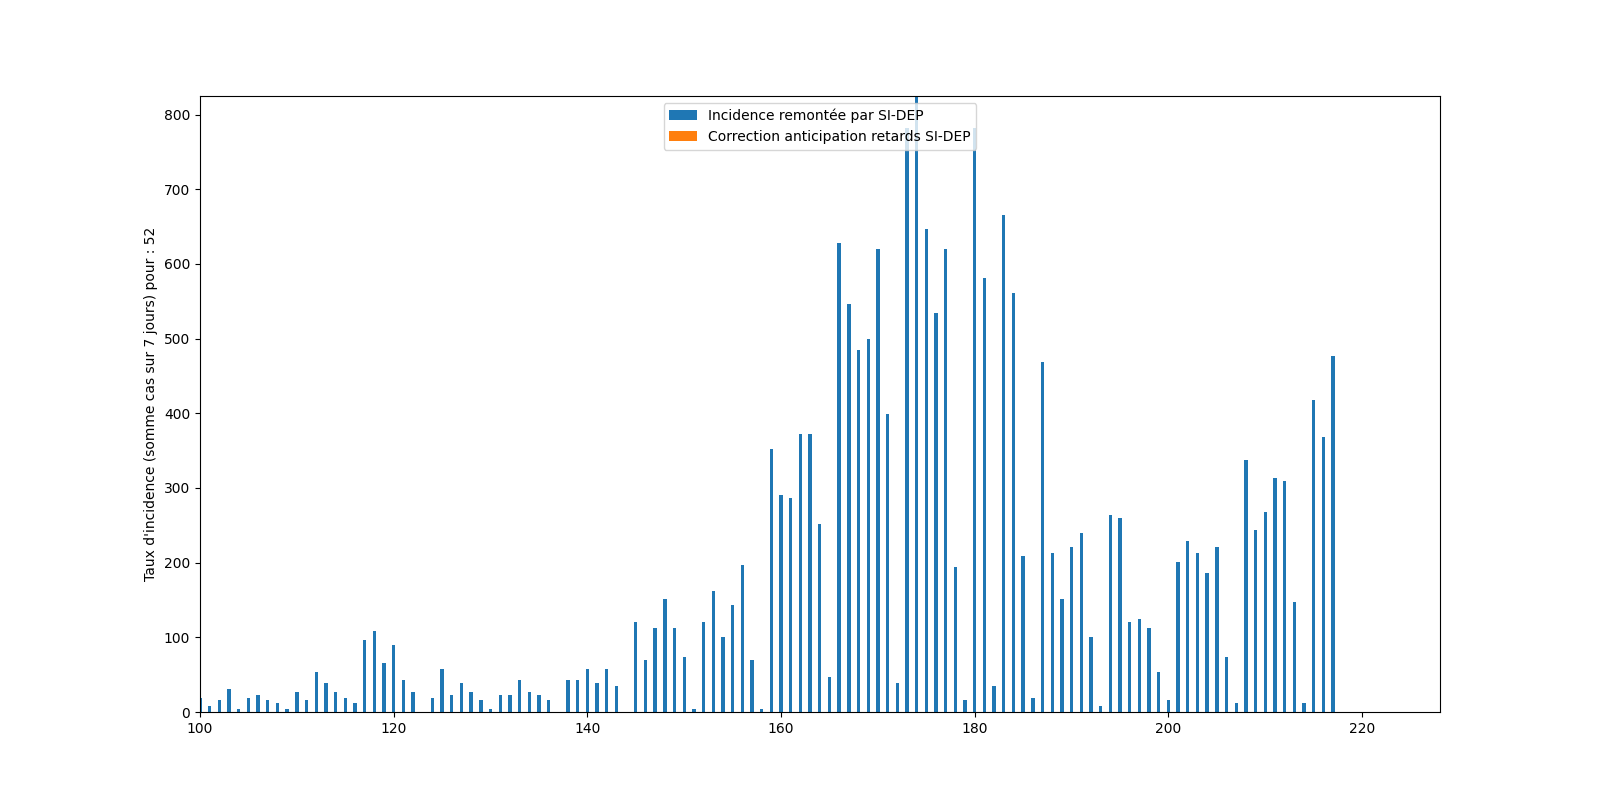 Incidence remontée par SI-DEP
Correction anticipation retards SI-DEP
Taux d'incidence (somme cas sur 7 jours) pour : 52
800
700
600
500
400
300
200
100
0
100 120 140 160 180 200 220